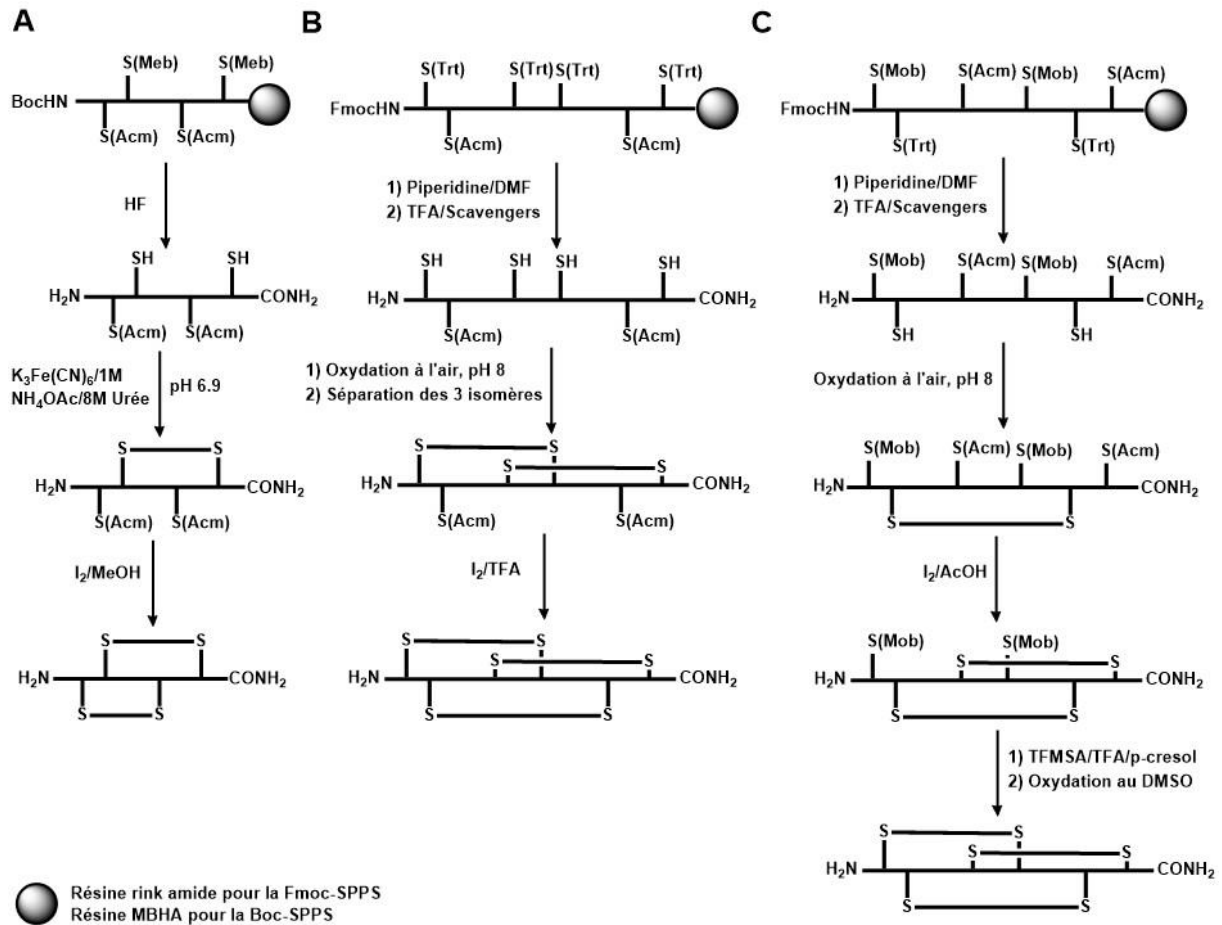 A
S(Meb) S(Meb)
BocHN
S(Acm) S(Acm)
HF
SH SH
H₂N CONH₂
S(Acm) S(Acm)
K₃Fe(CN)₆/1M
NH₄OAc/8M Urée
pH 6.9
S S
H₂N CONH₂
S(Acm) S(Acm)
I₂/MeOH
S S
H₂N CONH₂
S S
B
S(Trt) S(Trt) S(Trt) S(Trt)
FmocHN
S(Acm) S(Acm)
1) Piperidine/DMF
2) TFA/Scavengers
SH SH SH SH
H₂N CONH₂
S(Acm) S(Acm)
1) Oxydation à l'air, pH 8
2) Séparation des 3 isomères
S S
S S
H₂N CONH₂
S(Acm) S(Acm)
I₂/TFA
S S
S S
H₂N CONH₂
S S
C
S(Mob) S(Acm) S(Mob) S(Acm)
FmocHN
S(Trt) S(Trt)
1) Piperidine/DMF
2) TFA/Scavengers
S(Mob) S(Acm) S(Mob) S(Acm)
H₂N CONH₂
SH SH
Oxydation à l'air, pH 8
S(Mob) S(Acm) S(Mob) S(Acm)
H₂N CONH₂
S S
I₂/AcOH
S(Mob) S(Mob)
S S
H₂N CONH₂
S S
1) TFMSA/TFA/p-cresol
2) Oxydation au DMSO
S S
S S
H₂N CONH₂
S S
Résine rink amide pour la Fmoc-SPPS
Résine MBHA pour la Boc-SPPS